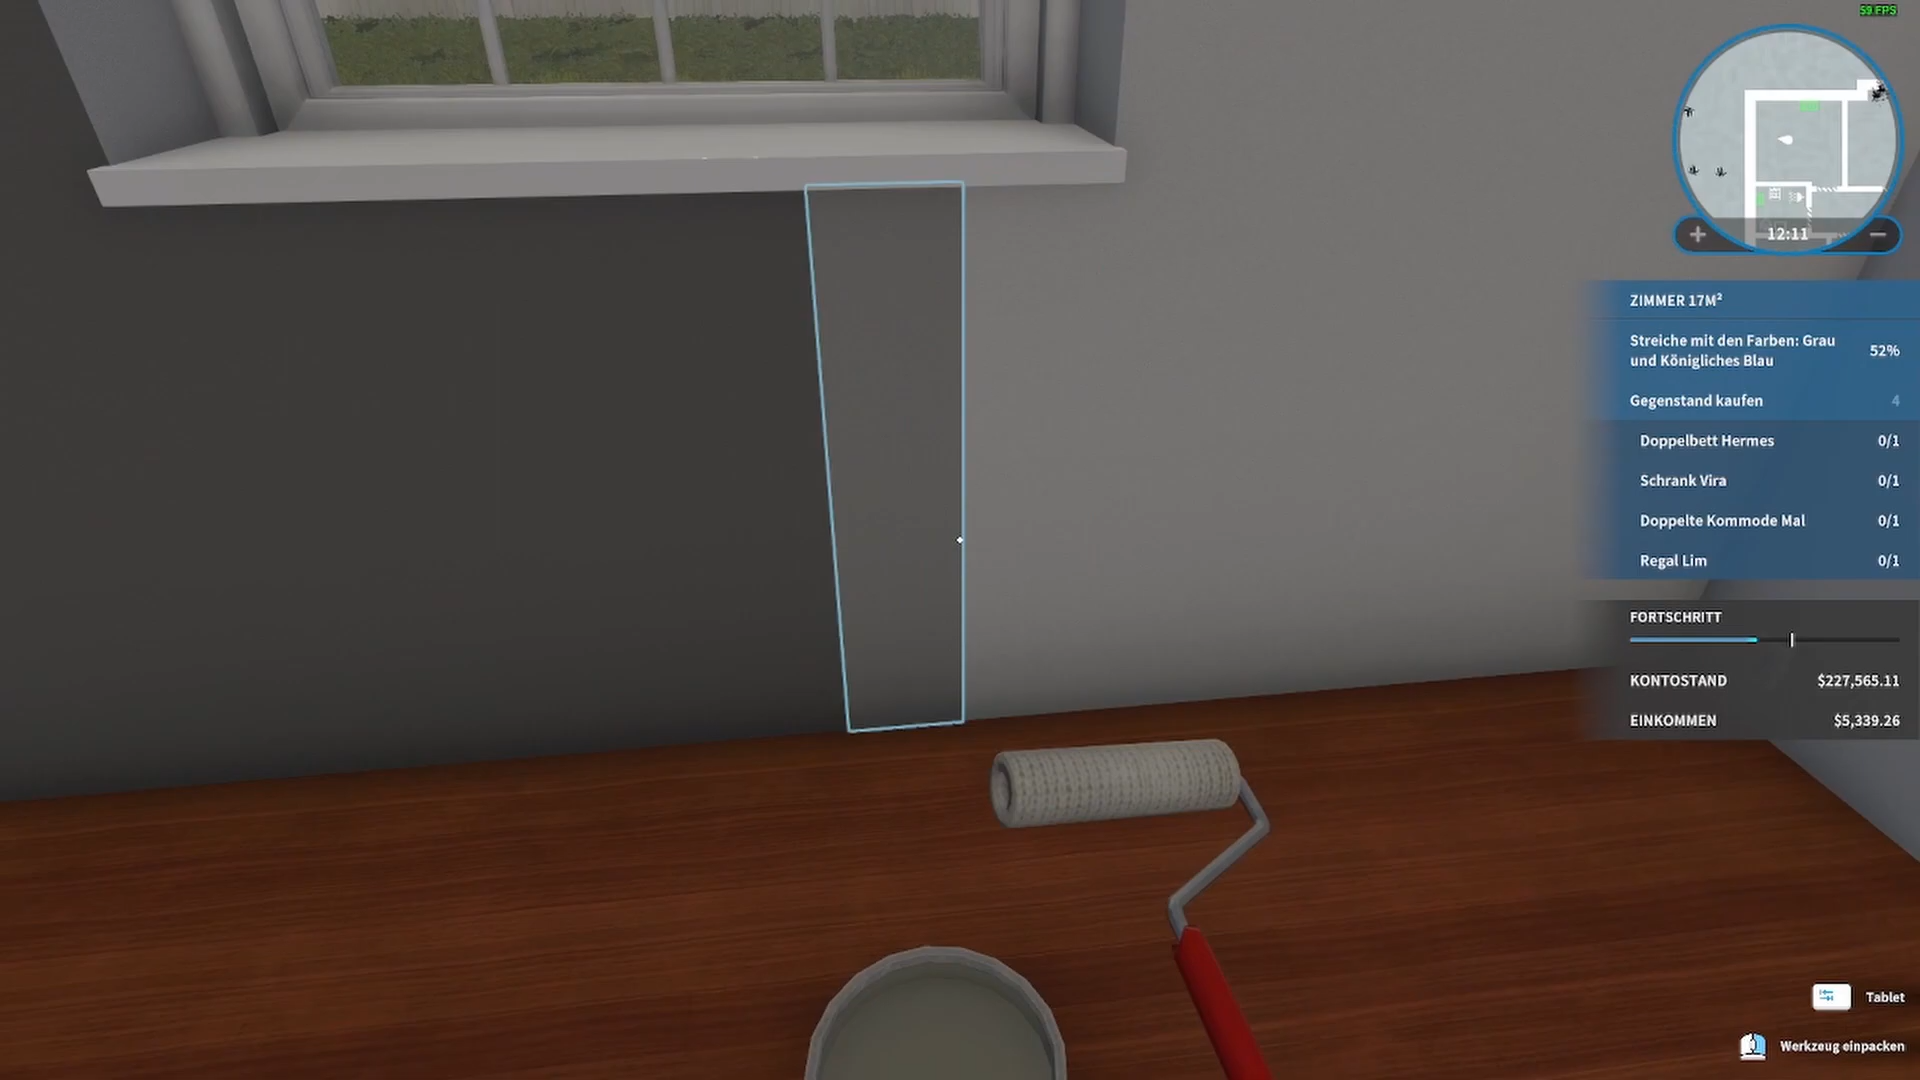 59 FPS
12:11
ZIMMER 17M²
Streiche mit den Farben: Grau
und Königliches Blau
52%
Gegenstand kaufen 4
Doppelbett Hermes 0/1
Schrank Vira 0/1
Doppelte Kommode Mal 0/1
Regal Lim 0/1
FORTSCHRITT
KONTOSTAND $227,565.11
EINKOMMEN $5,339.26
Tablet
Werkzeug einpacken